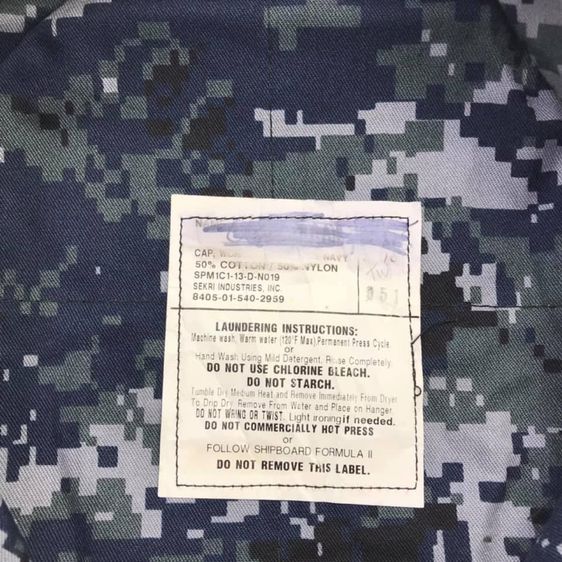 CAP,
NAVY
50% COTTON / 50% NYLON
SPM1C1-13-D-N019
SEKRI INDUSTRIES, INC.
8405-01-540-2959
LAUNDERING INSTRUCTIONS:
Machine wash, Warm water (120°F Max) Permanent Press Cycle
or
Hand Wash Using Mild Detergent, Rinse Completely
DO NOT USE CHLORINE BLEACH.
DO NOT STARCH.
Tumble Dry Medium Heat and Remove Immediately From Dryer
To Drip Dry, Remove From Water and Place on Hanger.
DO NOT WRING OR TWIST. Light ironing if needed.
DO NOT COMMERCIALLY HOT PRESS
or
FOLLOW SHIPBOARD FORMULA II
DO NOT REMOVE THIS LABEL.